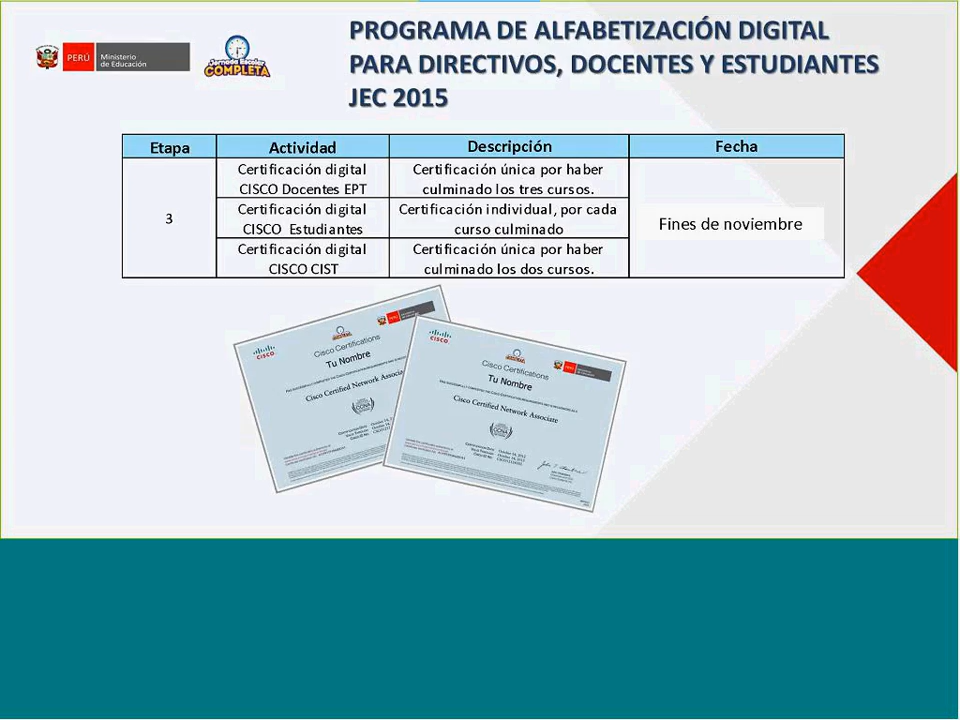 PROGRAMA DE ALFABETIZACIÓN DIGITAL
PARA DIRECTIVOS, DOCENTES Y ESTUDIANTES
JEC 2015
PERÚ
Ministerio
de Educación
Jornada Escolar
COMPLETA
Etapa Actividad Descripción Fecha
3
Certificación digital
CISCO Docentes EPT
Certificación única por haber
culminado los tres cursos.
Certificación digital
CISCO Estudiantes
Certificación individual, por cada
curso culminado
Certificación digital
CISCO CIST
Certificación única por haber
culminado los dos cursos.
Fines de noviembre
CISCO
PERÚ
Cisco Certifications
Tu Nombre
Cisco Certified Network Associate
CCNA
CISCO
PERÚ
Cisco Certifications
Tu Nombre
Cisco Certified Network Associate
CCNA